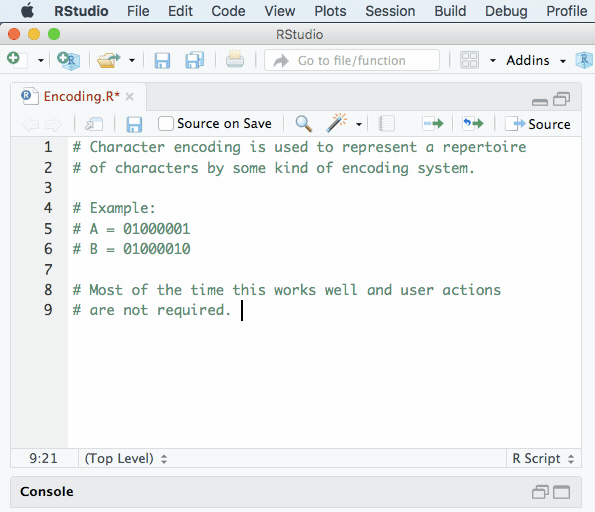 RStudio File Edit Code View Plots Session Build Debug Profile
RStudio
Go to file/function Addins
Encoding.R*
Source on Save Source
1 # Character encoding is used to represent a repertoire
2 # of characters by some kind of encoding system.
3
4 # Example:
5 # A = 01000001
6 # B = 01000010
7
8 # Most of the time this works well and user actions
9 # are not required.
9:21 (Top Level) R Script
Console